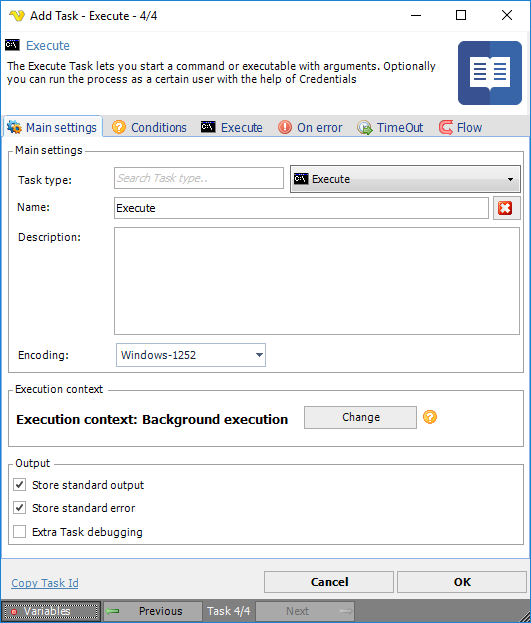 Add Task - Execute - 4/4
Execute
The Execute Task lets you start a command or executable with arguments. Optionally
you can run the process as a certain user with the help of Credentials
Main settings Conditions Execute On error TimeOut Flow
Main settings
Task type: Search Task type.. Execute
Name: Execute
Description:
Encoding: Windows-1252
Execution context
Execution context: Background execution Change
Output
Store standard output
Store standard error
Extra Task debugging
Copy Task Id Cancel OK
Variables Previous Task 4/4 Next